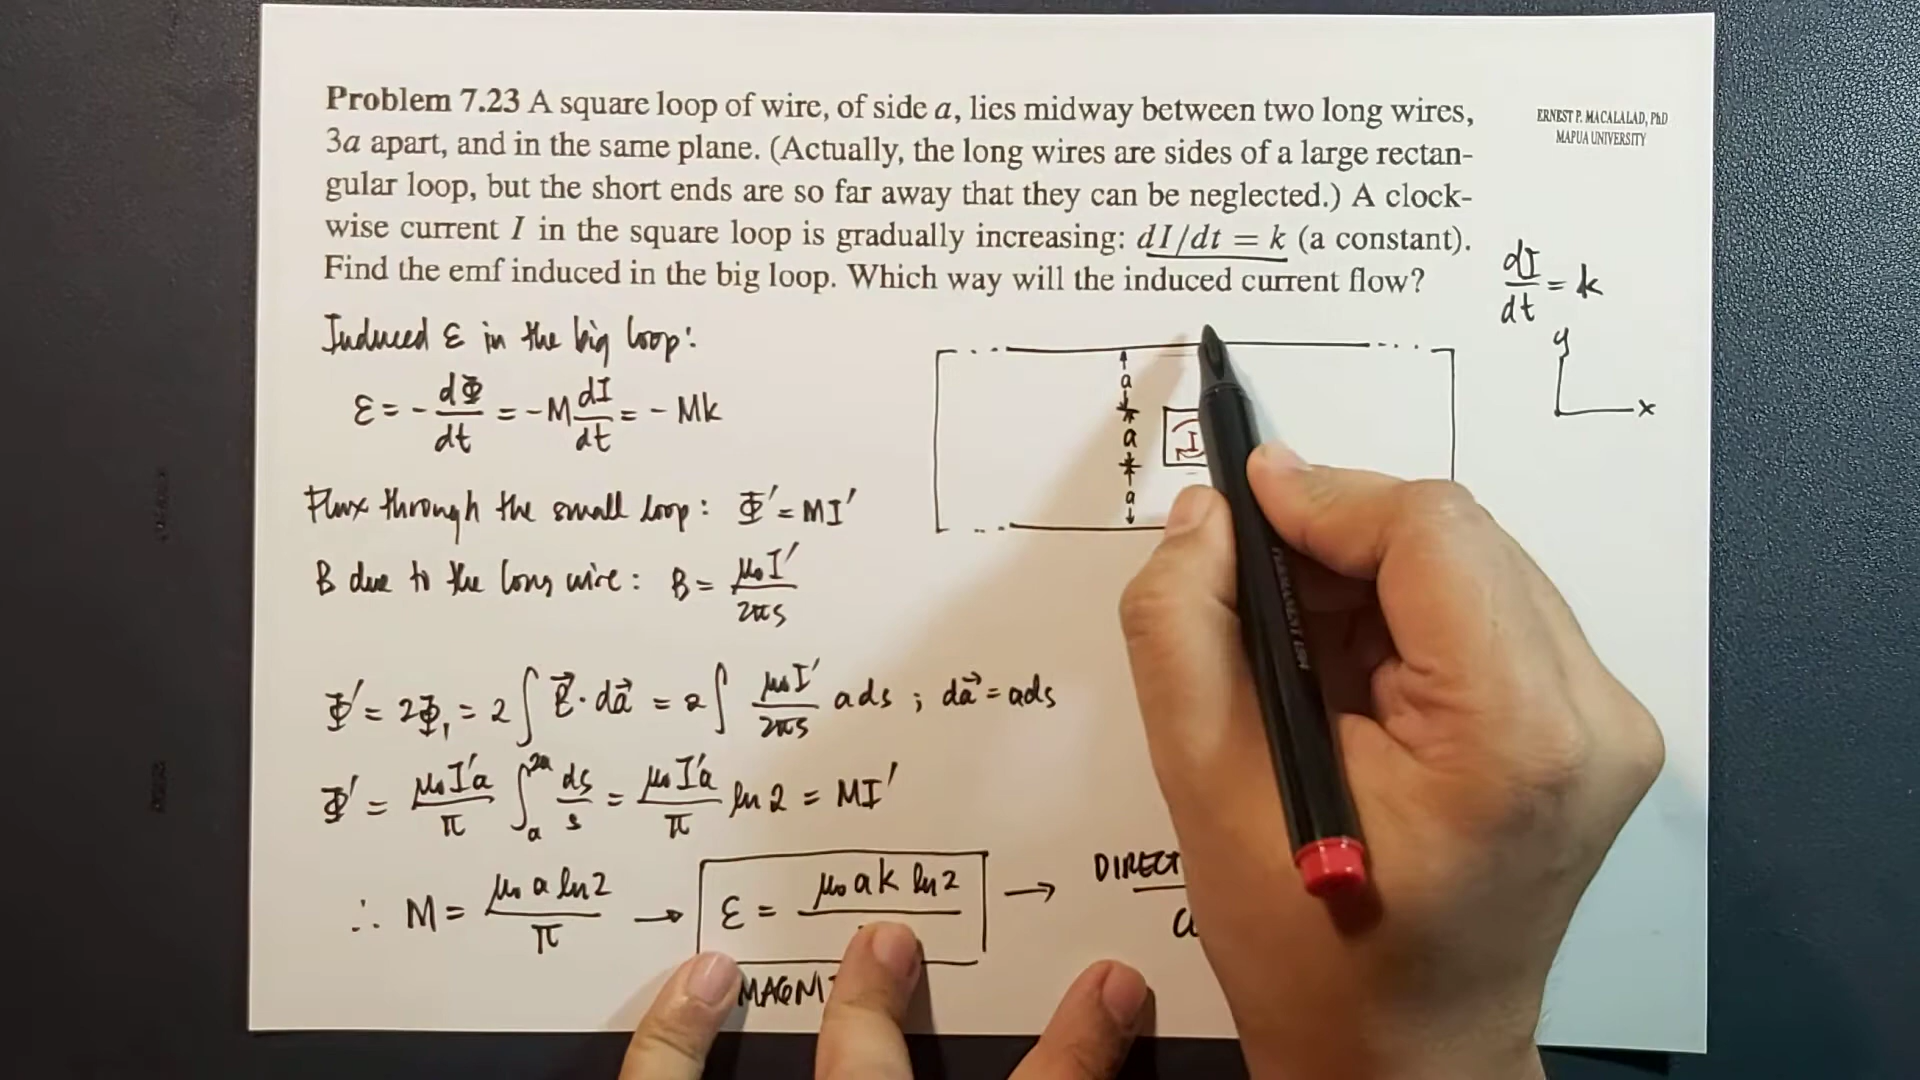 Problem 7.23 A square loop of wire, of side a, lies midway between two long wires,
3a apart, and in the same plane. (Actually, the long wires are sides of a large rectan-
gular loop, but the short ends are so far away that they can be neglected.) A clock-
wise current I in the square loop is gradually increasing: dI/dt = k (a constant).
Find the emf induced in the big loop. Which way will the induced current flow?
ERNEST P. MACALALAD, PhD
MAPUA UNIVERSITY
dI/dt = k
y
x
Induced ε in the big loop:
ε = - dΦ/dt = -M dI/dt = - Mk
a
a
a
I
Flux through the small loop: Φ' = MI'
B due to the long wire: B = μ₀I'/2πs
Φ' = 2Φ₁ = 2∫B⃗·da⃗ = 2∫ μ₀I'/2πs ads ; da⃗ = ads
Φ' = μ₀I'a/π ∫ₐ²ᵃ ds/s = μ₀I'a/π ln 2 = MI'
∴ M = μ₀ a ln2/π → ε = μ₀ a k ln 2 → DIRECT
MAGNI